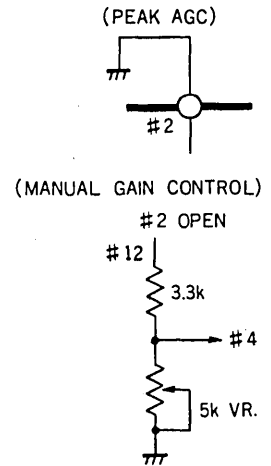 (PEAK AGC)
#2
(MANUAL GAIN CONTROL)
#2 OPEN
#12
3.3k
#4
5k VR.